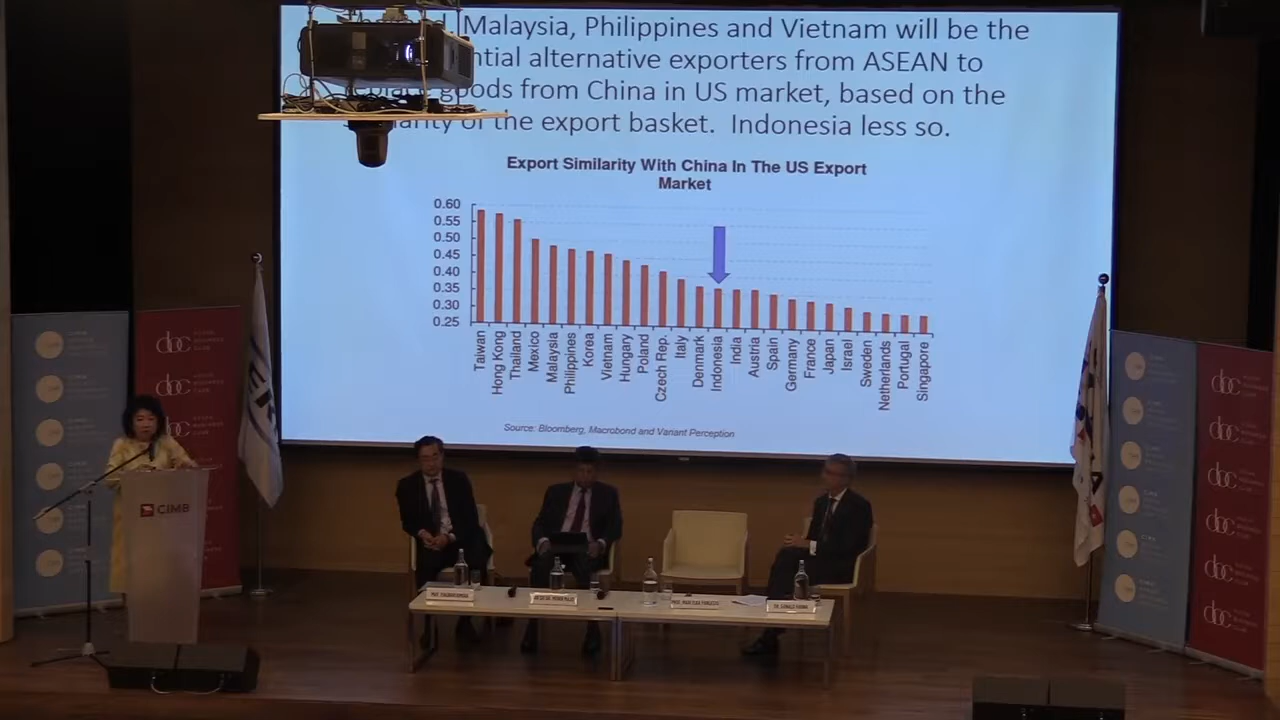 Malaysia, Philippines and Vietnam will be the
alternative exporters from ASEAN to
goods from China in US market, based on the
of the export basket. Indonesia less so.
Export Similarity With China In The US Export
Market
0.60
0.55
0.50
0.45
0.40
0.35
0.30
0.25
Taiwan
Hong Kong
Thailand
Mexico
Malaysia
Philippines
Korea
Vietnam
Hungary
Poland
Czech Rep.
Italy
Denmark
Indonesia
India
Austria
Spain
Germany
France
Japan
Israel
Sweden
Netherlands
Portugal
Singapore
Source: Bloomberg, Macrobond and Variant Perception
CIMB